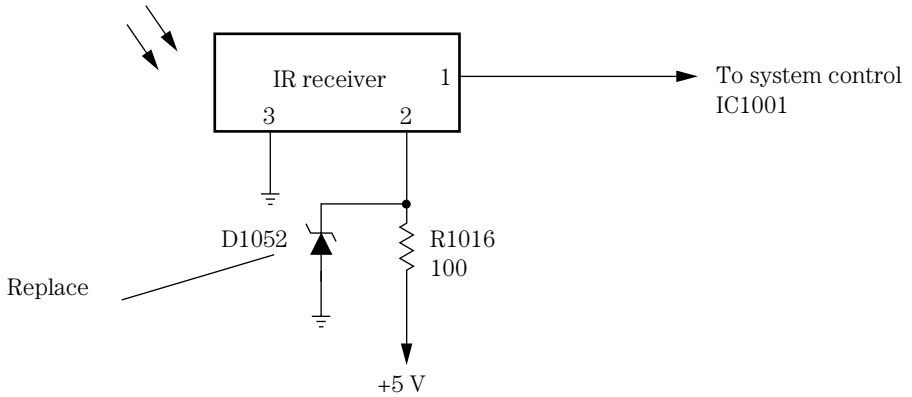 IR receiver
1
3
2
To system control
IC1001
D1052
R1016
100
Replace
+5 V